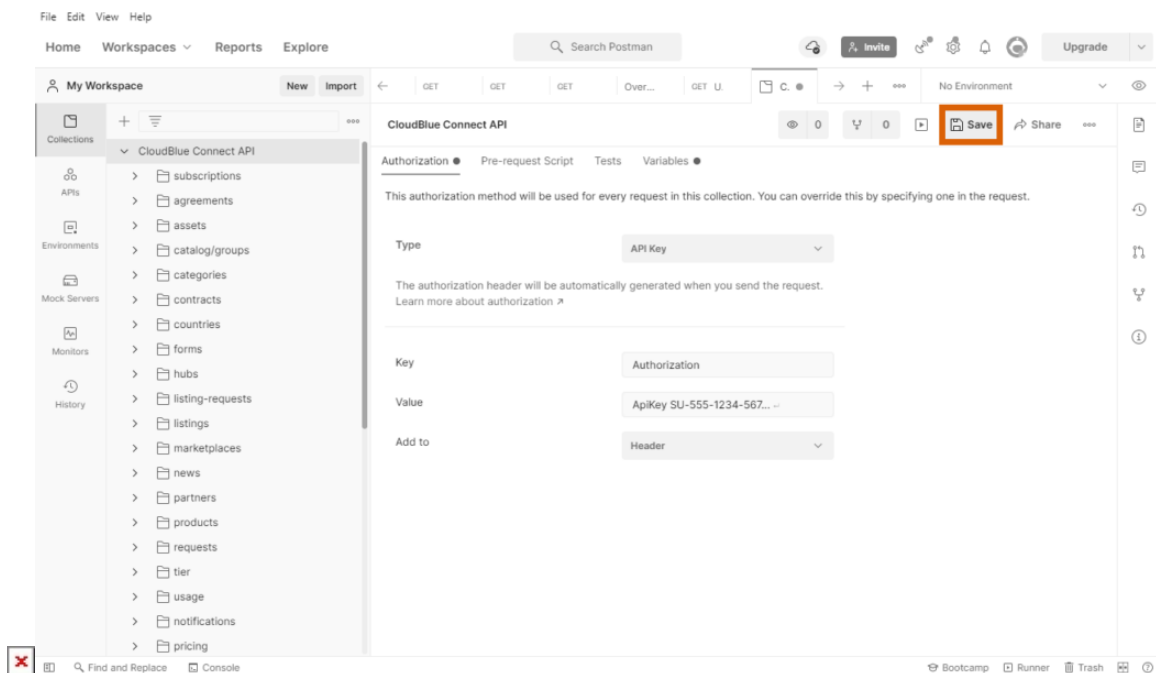 File Edit View Help
Home Workspaces Reports Explore Search Postman Invite Upgrade
My Workspace New Import GET GET GET Over... GET U. C. No Environment
Collections
APIs
Environments
Mock Servers
Monitors
History
CloudBlue Connect API
subscriptions
agreements
assets
catalog/groups
categories
contracts
countries
forms
hubs
listing-requests
listings
marketplaces
news
partners
products
requests
tier
usage
notifications
pricing
CloudBlue Connect API 0 0 Save Share
Authorization Pre-request Script Tests Variables
This authorization method will be used for every request in this collection. You can override this by specifying one in the request.
Type API Key
The authorization header will be automatically generated when you send the request.
Learn more about authorization ↗
Key Authorization
Value ApiKey SU-555-1234-567...
Add to Header
Find and Replace Console Bootcamp Runner Trash